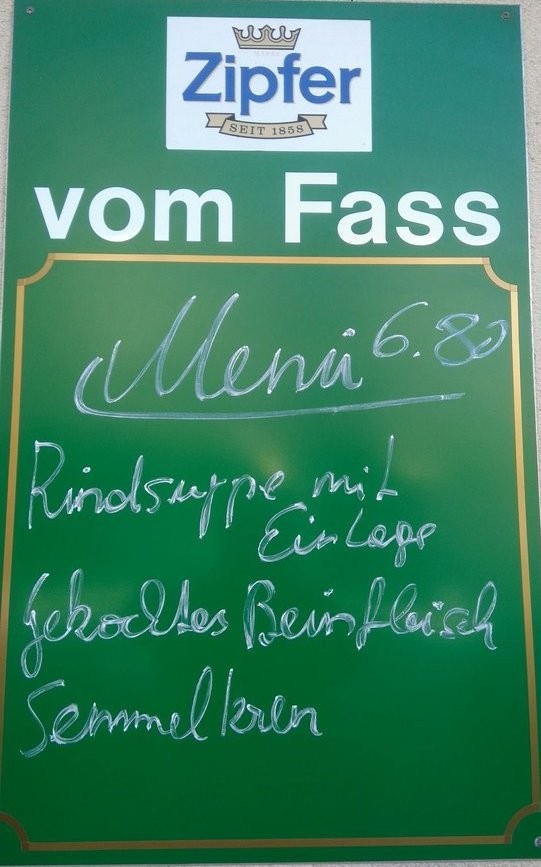 Zipfer
SEIT 1858
vom Fass
Menü 6.80
Rindsuppe mit
Einlage
Gekochtes Beinfleisch
Semmelkren